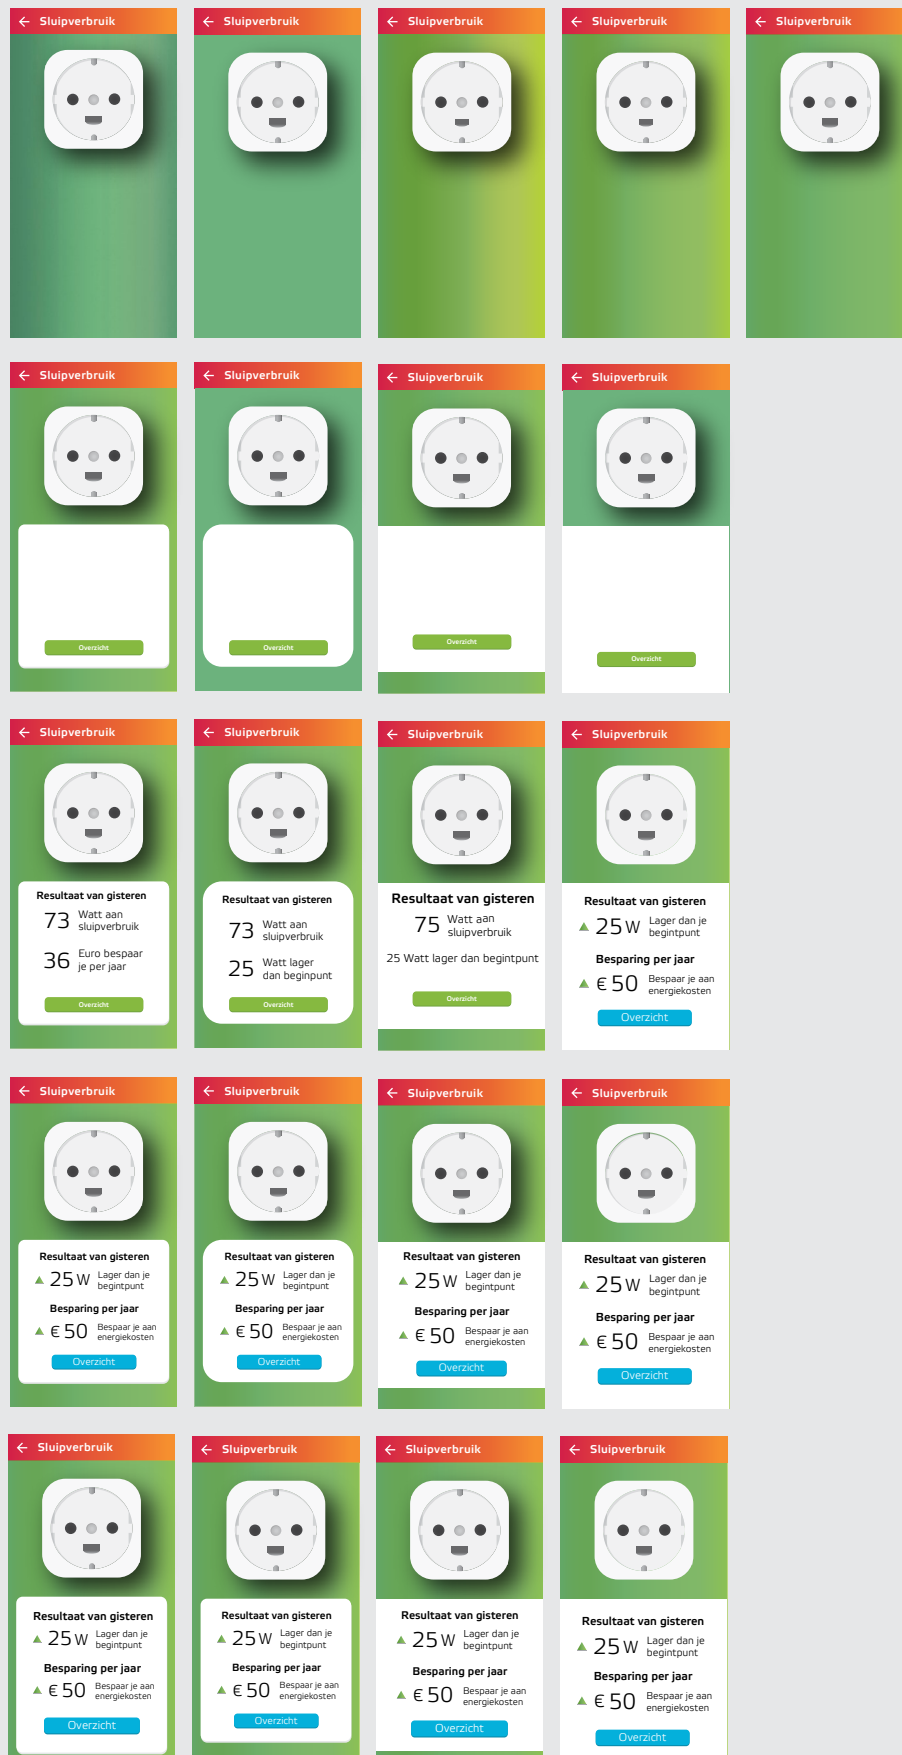 Sluipverbruik
Sluipverbruik
Sluipverbruik
Sluipverbruik
Sluipverbruik
Sluipverbruik
Overzicht
Sluipverbruik
Overzicht
Sluipverbruik
Overzicht
Sluipverbruik
Overzicht
Sluipverbruik
Resultaat van gisteren
73 Watt aan
sluipverbruik
36 Euro bespaar
je per jaar
Overzicht
Sluipverbruik
Resultaat van gisteren
73 Watt aan
sluipverbruik
25 Watt lager
dan beginpunt
Overzicht
Sluipverbruik
Resultaat van gisteren
75 Watt aan
sluipverbruik
25 Watt lager dan begintpunt
Overzicht
Sluipverbruik
Resultaat van gisteren
25 W Lager dan je
begintpunt
Besparing per jaar
€ 50 Bespaar je aan
energiekosten
Overzicht
Sluipverbruik
Resultaat van gisteren
25 W Lager dan je
begintpunt
Besparing per jaar
€ 50 Bespaar je aan
energiekosten
Overzicht
Sluipverbruik
Resultaat van gisteren
25 W Lager dan je
begintpunt
Besparing per jaar
€ 50 Bespaar je aan
energiekosten
Overzicht
Sluipverbruik
Resultaat van gisteren
25 W Lager dan je
begintpunt
Besparing per jaar
€ 50 Bespaar je aan
energiekosten
Overzicht
Sluipverbruik
Resultaat van gisteren
25 W Lager dan je
begintpunt
Besparing per jaar
€ 50 Bespaar je aan
energiekosten
Overzicht
Sluipverbruik
Resultaat van gisteren
25 W Lager dan je
begintpunt
Besparing per jaar
€ 50 Bespaar je aan
energiekosten
Overzicht
Sluipverbruik
Resultaat van gisteren
25 W Lager dan je
begintpunt
Besparing per jaar
€ 50 Bespaar je aan
energiekosten
Overzicht
Sluipverbruik
Resultaat van gisteren
25 W Lager dan je
begintpunt
Besparing per jaar
€ 50 Bespaar je aan
energiekosten
Overzicht
Sluipverbruik
Resultaat van gisteren
25 W Lager dan je
begintpunt
Besparing per jaar
€ 50 Bespaar je aan
energiekosten
Overzicht